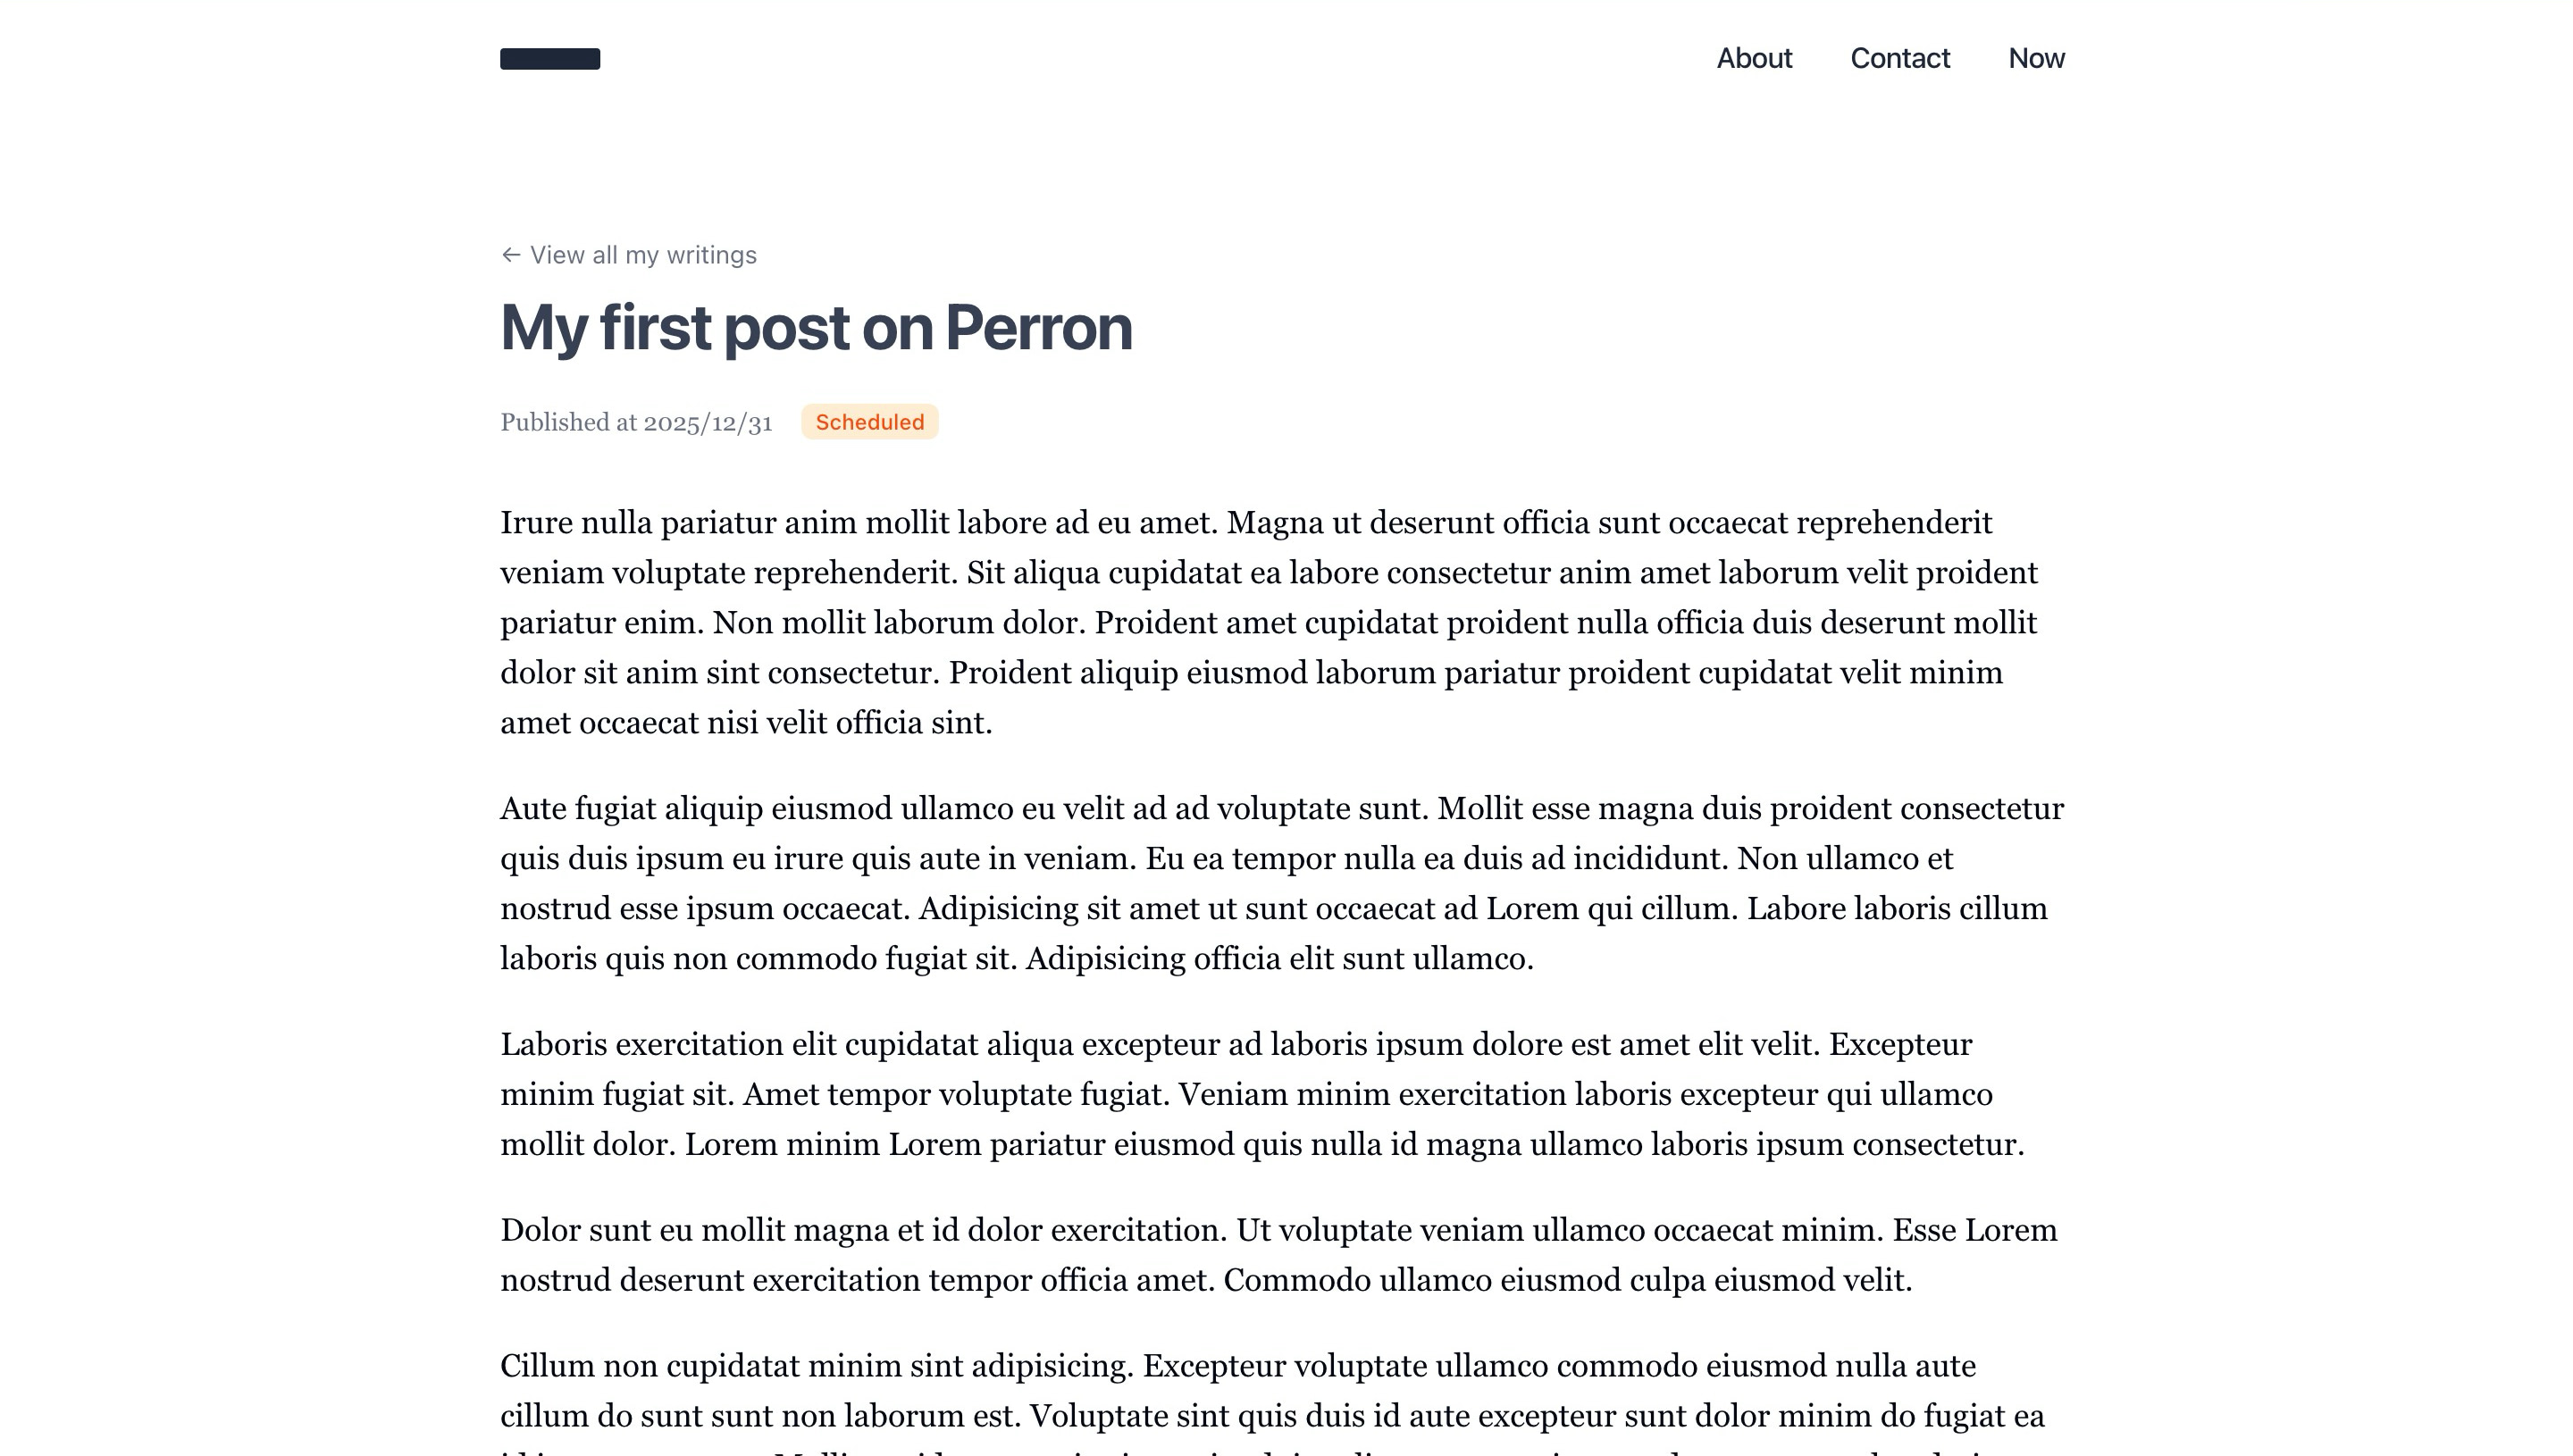 About Contact Now
← View all my writings
My first post on Perron
Published at 2025/12/31 Scheduled
Irure nulla pariatur anim mollit labore ad eu amet. Magna ut deserunt officia sunt occaecat reprehenderit
veniam voluptate reprehenderit. Sit aliqua cupidatat ea labore consectetur anim amet laborum velit proident
pariatur enim. Non mollit laborum dolor. Proident amet cupidatat proident nulla officia duis deserunt mollit
dolor sit anim sint consectetur. Proident aliquip eiusmod laborum pariatur proident cupidatat velit minim
amet occaecat nisi velit officia sint.
Aute fugiat aliquip eiusmod ullamco eu velit ad ad voluptate sunt. Mollit esse magna duis proident consectetur
quis duis ipsum eu irure quis aute in veniam. Eu ea tempor nulla ea duis ad incididunt. Non ullamco et
nostrud esse ipsum occaecat. Adipisicing sit amet ut sunt occaecat ad Lorem qui cillum. Labore laboris cillum
laboris quis non commodo fugiat sit. Adipisicing officia elit sunt ullamco.
Laboris exercitation elit cupidatat aliqua excepteur ad laboris ipsum dolore est amet elit velit. Excepteur
minim fugiat sit. Amet tempor voluptate fugiat. Veniam minim exercitation laboris excepteur qui ullamco
mollit dolor. Lorem minim Lorem pariatur eiusmod quis nulla id magna ullamco laboris ipsum consectetur.
Dolor sunt eu mollit magna et id dolor exercitation. Ut voluptate veniam ullamco occaecat minim. Esse Lorem
nostrud deserunt exercitation tempor officia amet. Commodo ullamco eiusmod culpa eiusmod velit.
Cillum non cupidatat minim sint adipisicing. Excepteur voluptate ullamco commodo eiusmod nulla aute
cillum do sunt sunt non laborum est. Voluptate sint quis duis id aute excepteur sunt dolor minim do fugiat ea